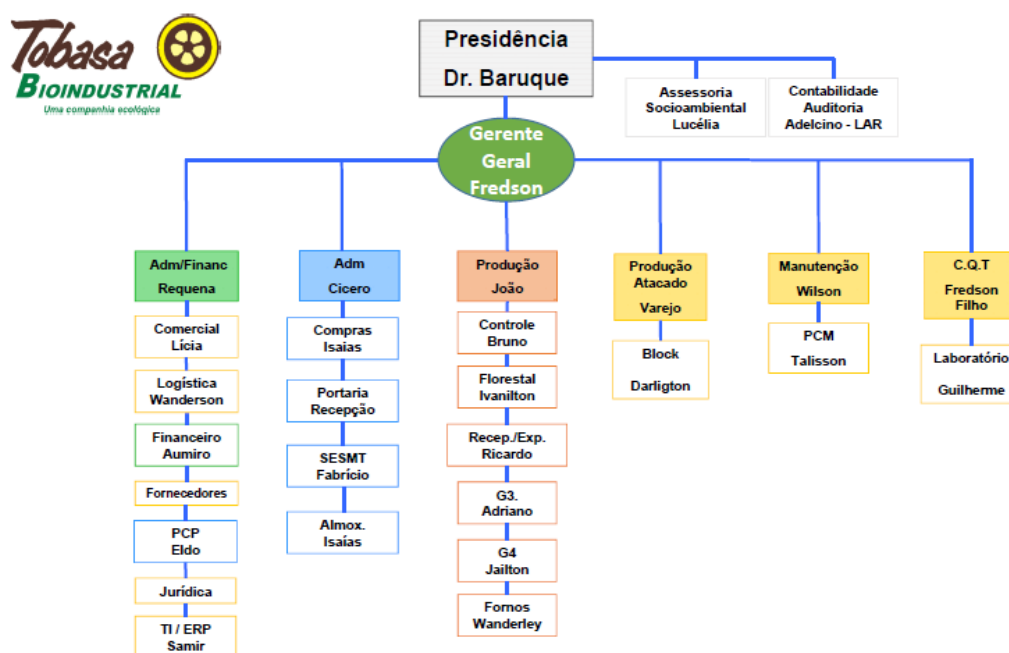 Tobasa
BIOINDUSTRIAL
Uma companhia ecológica
Presidência
Dr. Baruque
Assessoria
Socioambiental
Lucélia
Contabilidade
Auditoria
Adelcino - LAR
Gerente
Geral
Fredson
Adm/Financ
Requena
Comercial
Lícia
Logística
Wanderson
Financeiro
Aumiro
Fornecedores
PCP
Eldo
Jurídica
TI / ERP
Samir
Adm
Cicero
Compras
Isaias
Portaria
Recepção
SESMT
Fabrício
Almox.
Isaías
Produção
João
Controle
Bruno
Florestal
Ivanilton
Recep./Exp.
Ricardo
G3.
Adriano
G4
Jailton
Fornos
Wanderley
Produção
Atacado
Varejo
Block
Darligton
Manutenção
Wilson
PCM
Talisson
C.Q.T
Fredson
Filho
Laboratório
Guilherme